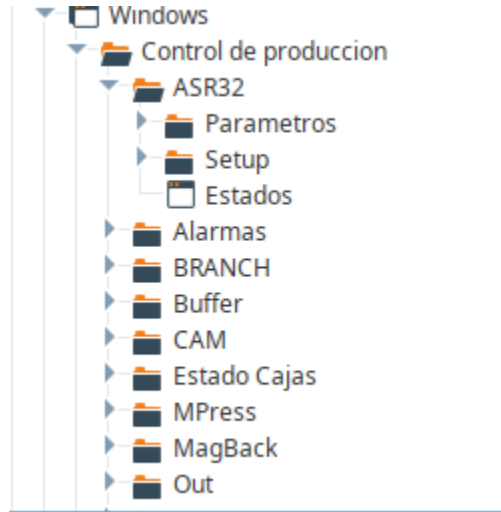 Windows
Control de produccion
ASR32
Parametros
Setup
Estados
Alarmas
BRANCH
Buffer
CAM
Estado Cajas
MPress
MagBack
Out